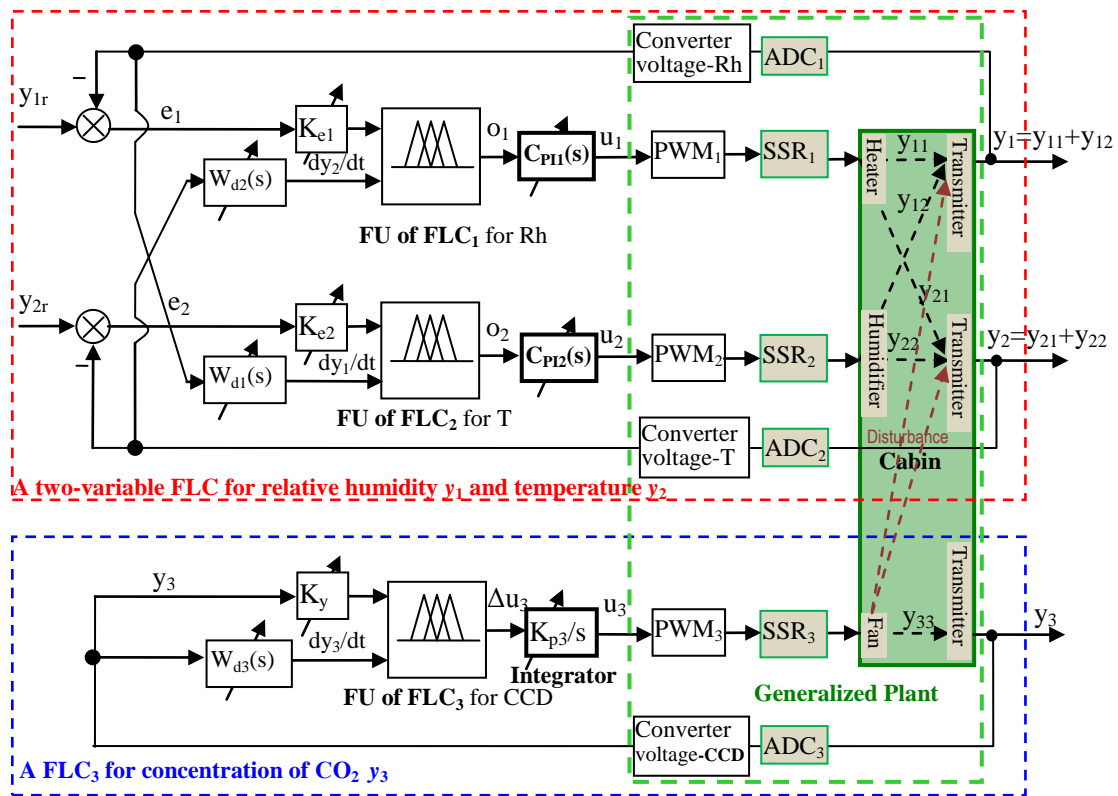 Converter
voltage-Rh
ADC1
−
y1r
e1
Ke1
o1
CPI1(s)
u1
PWM1
SSR1
Heater
y11
Transmitter
y1=y11+y12
Wd2(s)
dy2/dt
y12
FU of FLC1 for Rh
y21
y2r
e2
Ke2
o2
CPI2(s)
u2
PWM2
SSR2
Humidifier
y22
Transmitter
y2=y21+y22
−
Wd1(s)
dy1/dt
FU of FLC2 for T
Converter
voltage-T
ADC2
Disturbance
Cabin
A two-variable FLC for relative humidity y1 and temperature y2
y3
Ky
Δu3
Kp3/s
u3
PWM3
SSR3
Fan
y33
Transmitter
y3
Wd3(s)
dy3/dt
Integrator
FU of FLC3 for CCD
Generalized Plant
Converter
voltage-CCD
ADC3
A FLC3 for concentration of CO2 y3